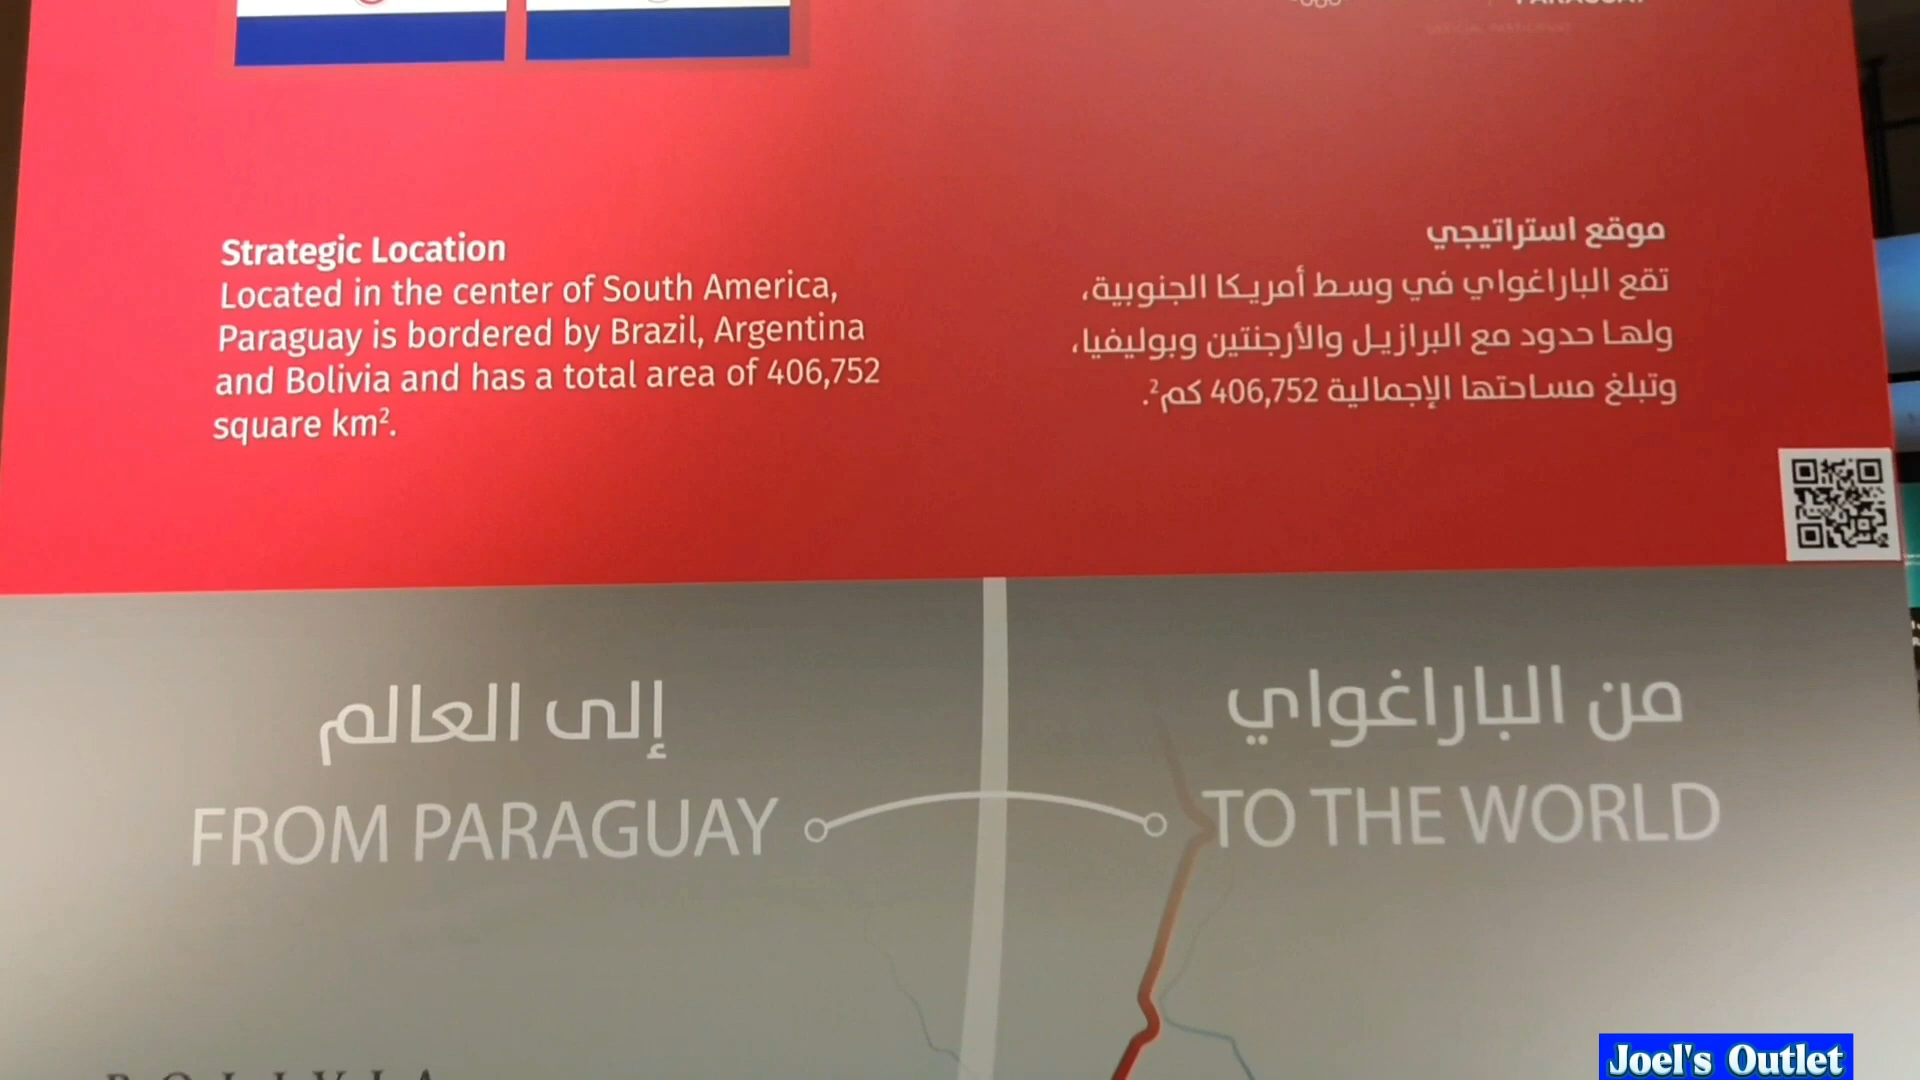 PARAGUAY
Strategic Location
Located in the center of South America,
Paraguay is bordered by Brazil, Argentina
and Bolivia and has a total area of 406,752
square km².
موقع استراتيجي
تقع الباراغواي في وسط أمريكا الجنوبية،
ولها حدود مع البرازيل والأرجنتين وبوليفيا،
وتبلغ مساحتها الإجمالية 406,752 كم².
من الباراغواي
إلى العالم
FROM PARAGUAY
TO THE WORLD
BOLIVIA
Joel's Outlet